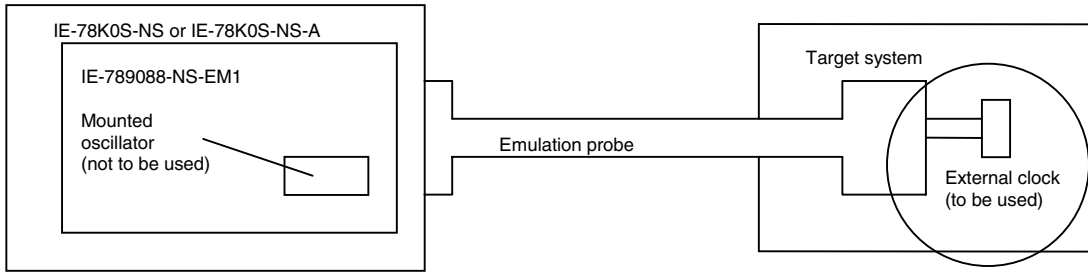 IE-78K0S-NS or IE-78K0S-NS-A
IE-789088-NS-EM1
Mounted
oscillator
(not to be used)
Emulation probe
Target system
External clock
(to be used)